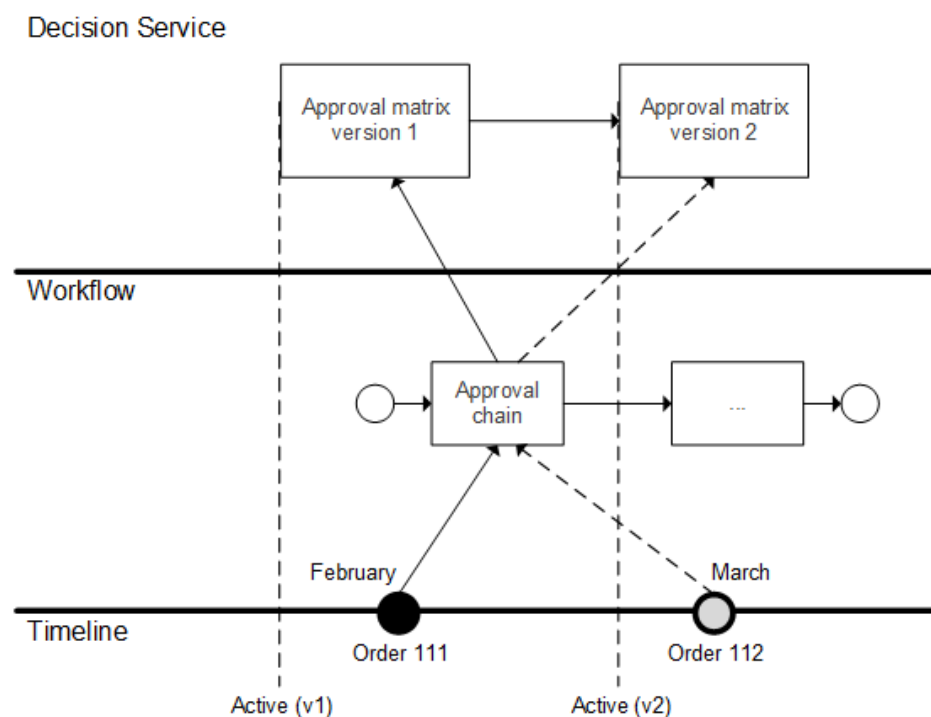 Decision Service
Approval matrix
version 1
Approval matrix
version 2
Workflow
Approval
chain
...
February
March
Timeline
Order 111
Order 112
Active (v1)
Active (v2)